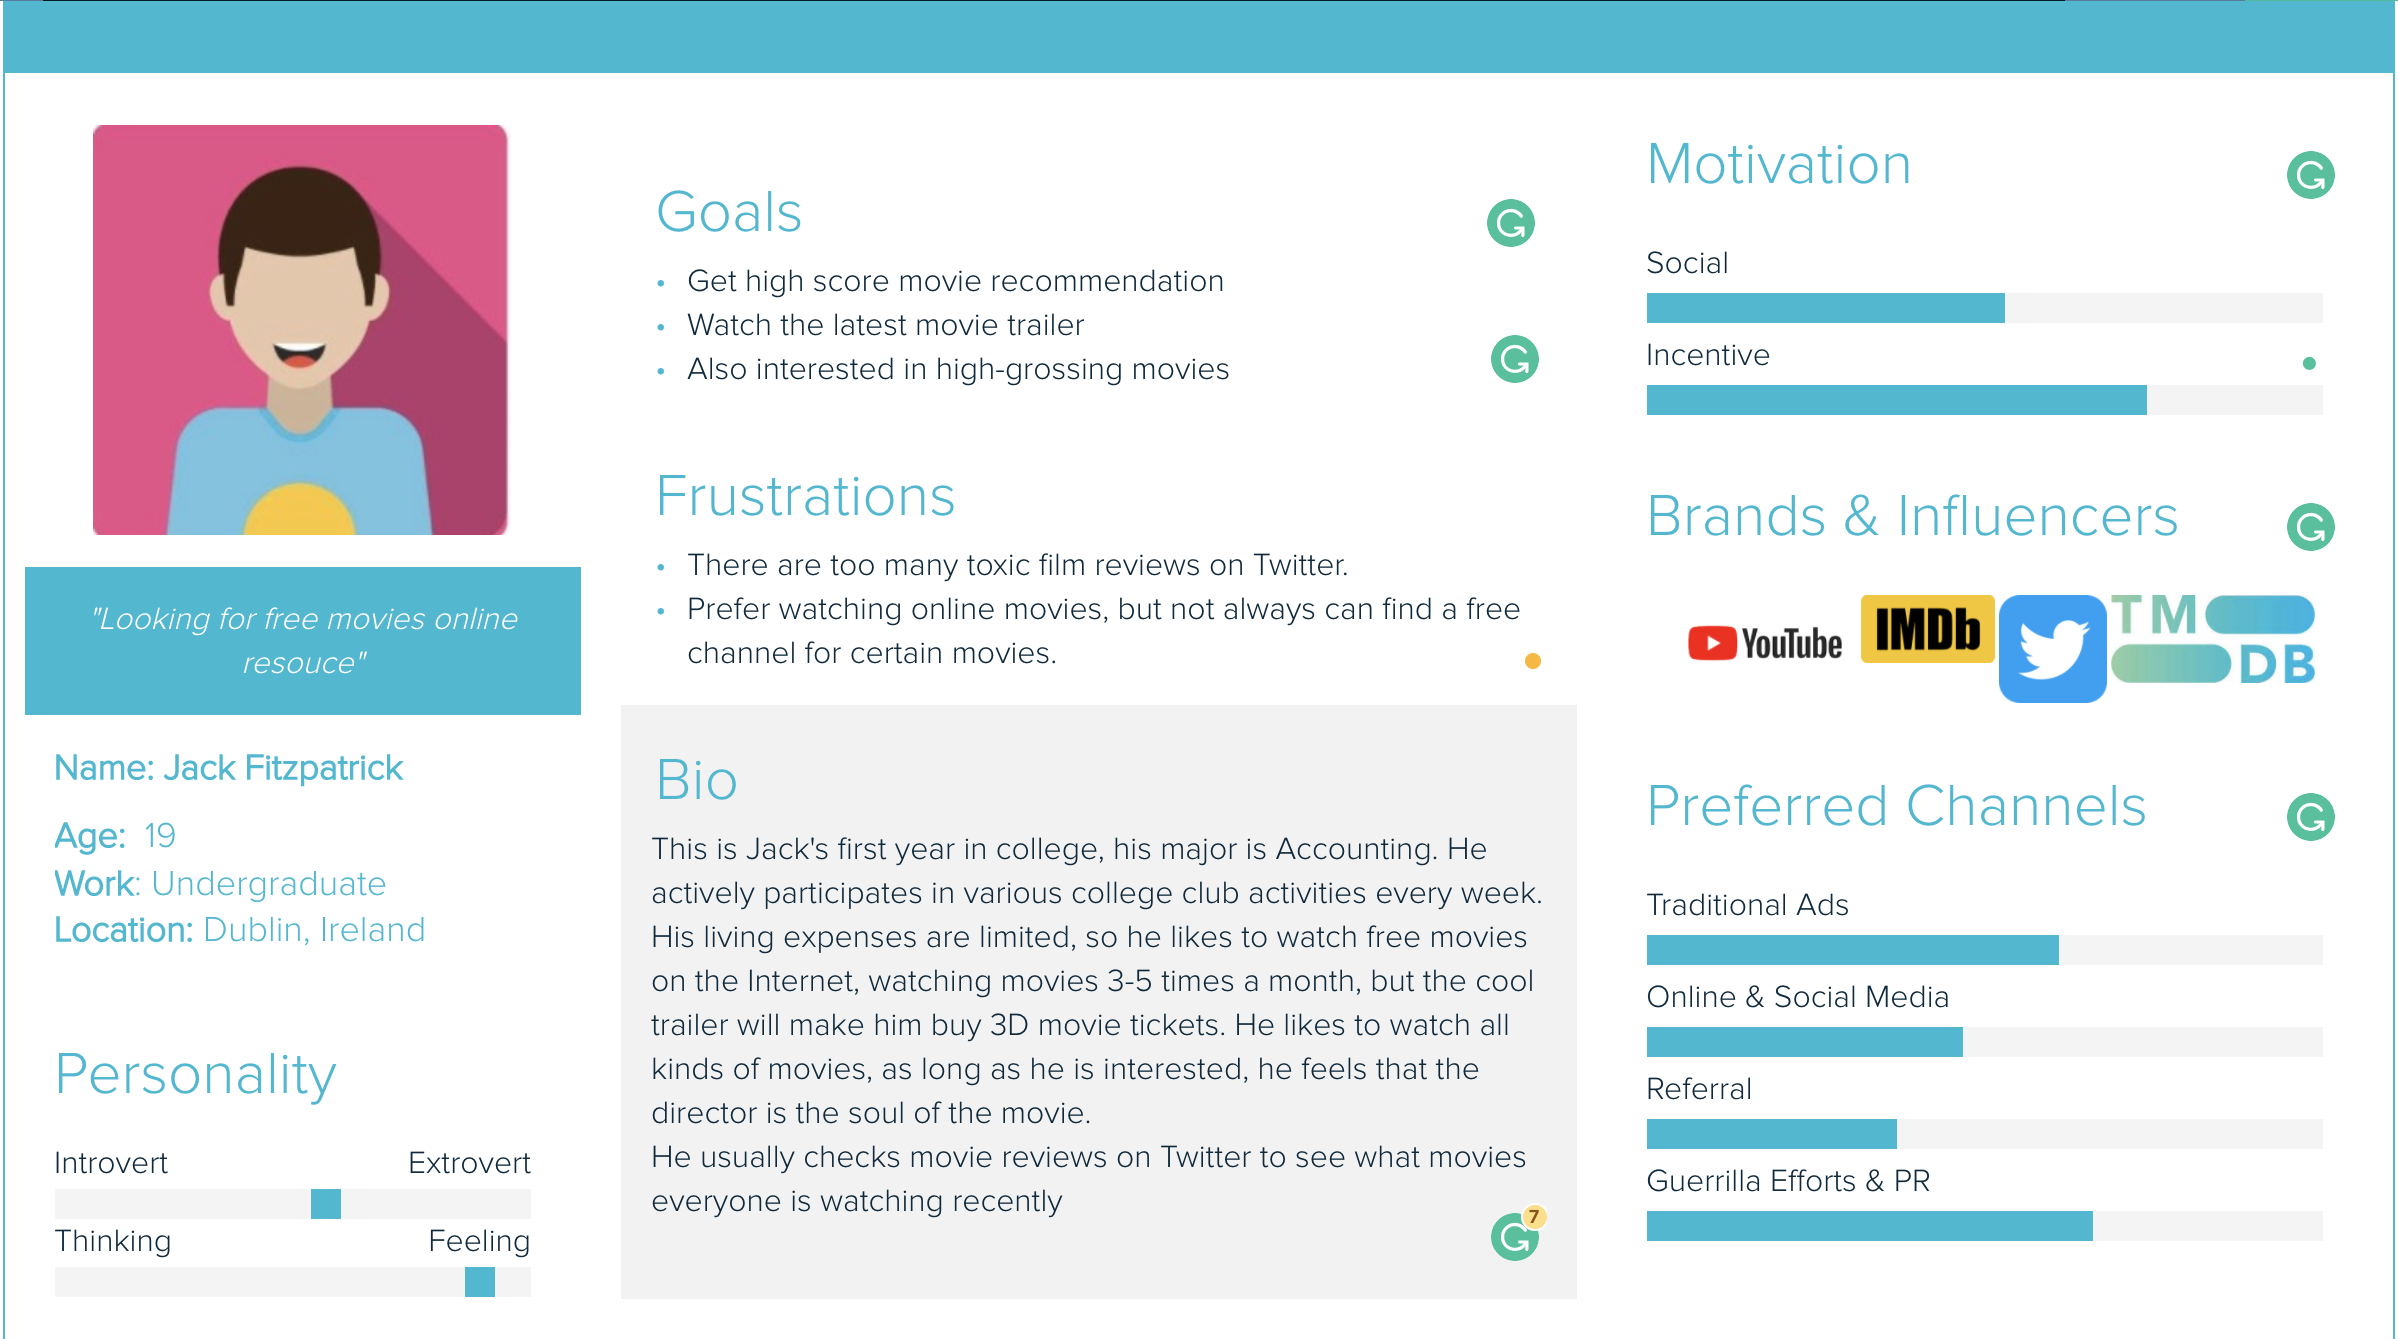 "Looking for free movies online
resouce"
Name: Jack Fitzpatrick
Age: 19
Work: Undergraduate
Location: Dublin, Ireland
Personality
Introvert Extrovert
Thinking Feeling
Goals
• Get high score movie recommendation
• Watch the latest movie trailer
• Also interested in high-grossing movies
Frustrations
• There are too many toxic film reviews on Twitter.
• Prefer watching online movies, but not always can find a free
channel for certain movies.
Bio
This is Jack's first year in college, his major is Accounting. He
actively participates in various college club activities every week.
His living expenses are limited, so he likes to watch free movies
on the Internet, watching movies 3-5 times a month, but the cool
trailer will make him buy 3D movie tickets. He likes to watch all
kinds of movies, as long as he is interested, he feels that the
director is the soul of the movie.
He usually checks movie reviews on Twitter to see what movies
everyone is watching recently
7
Motivation
Social
Incentive
Brands & Influencers
YouTube
IMDb
TM
DB
Preferred Channels
Traditional Ads
Online & Social Media
Referral
Guerrilla Efforts & PR